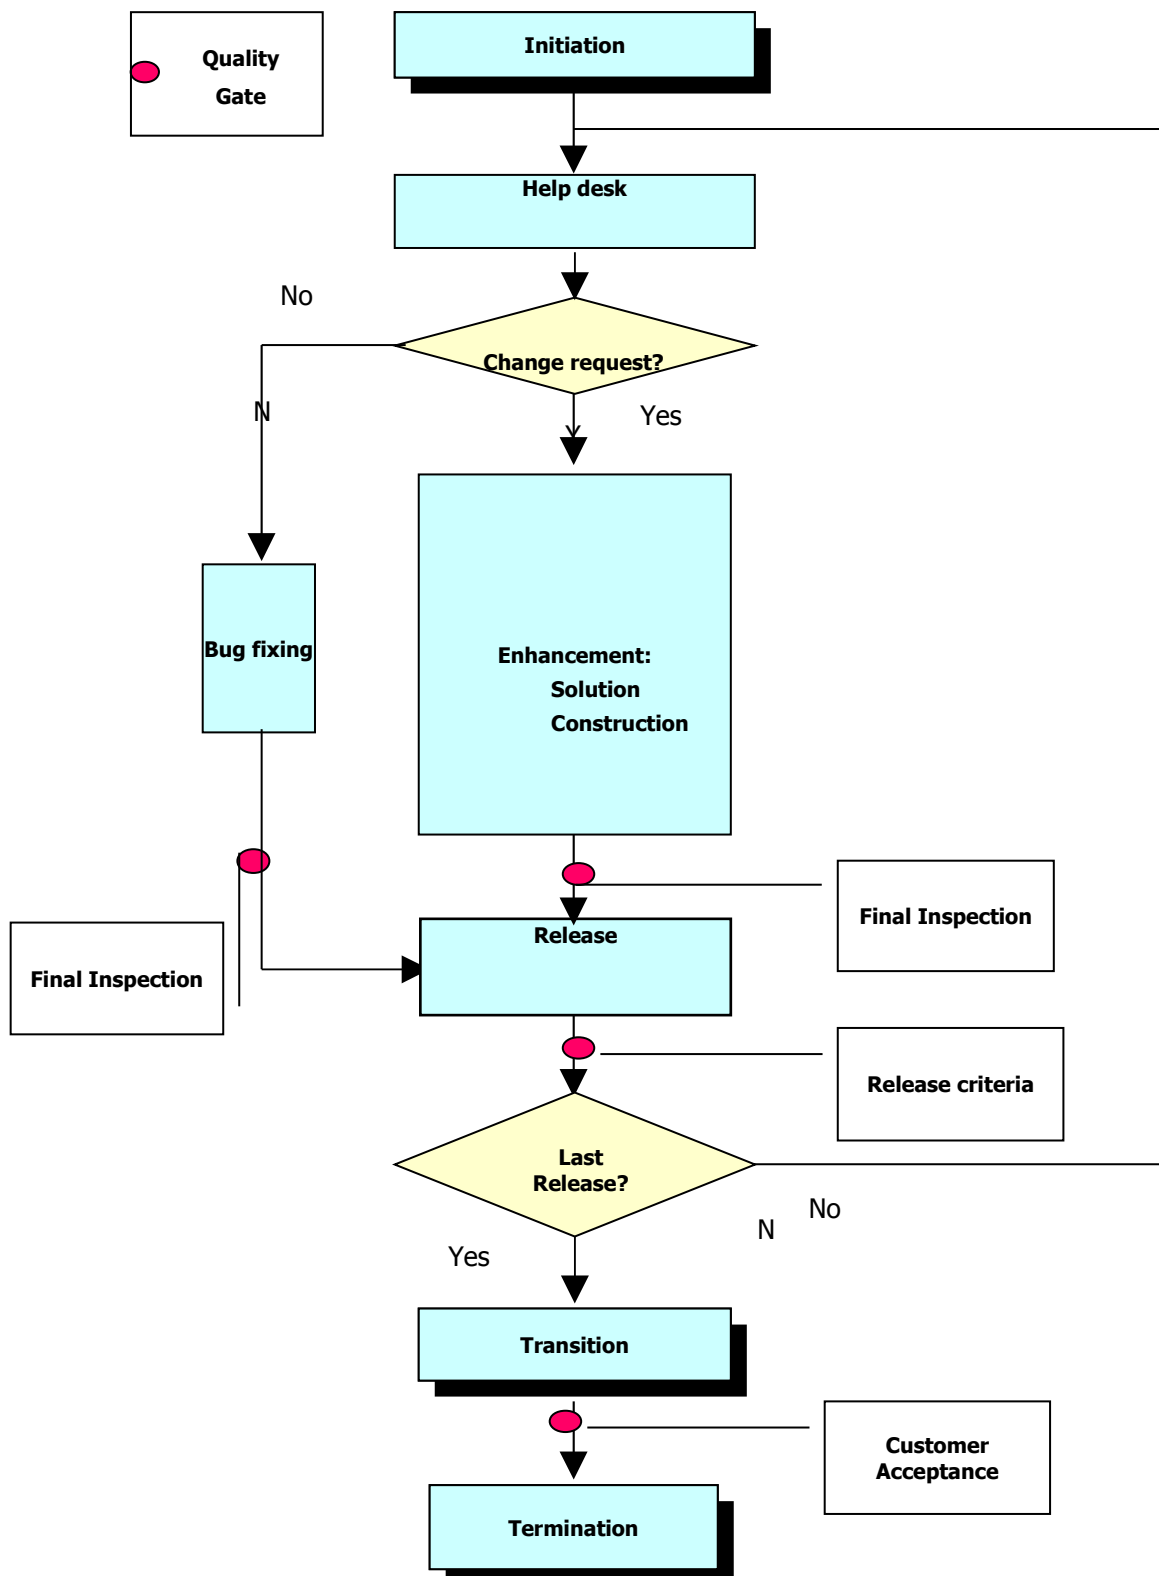 Quality
Gate
Initiation
Help desk
No
Change request?
N
Yes
Bug fixing
Enhancement:
Solution
Construction
Final Inspection
Release
Final Inspection
Release criteria
Last
Release?
No
N
Yes
Transition
Customer
Acceptance
Termination